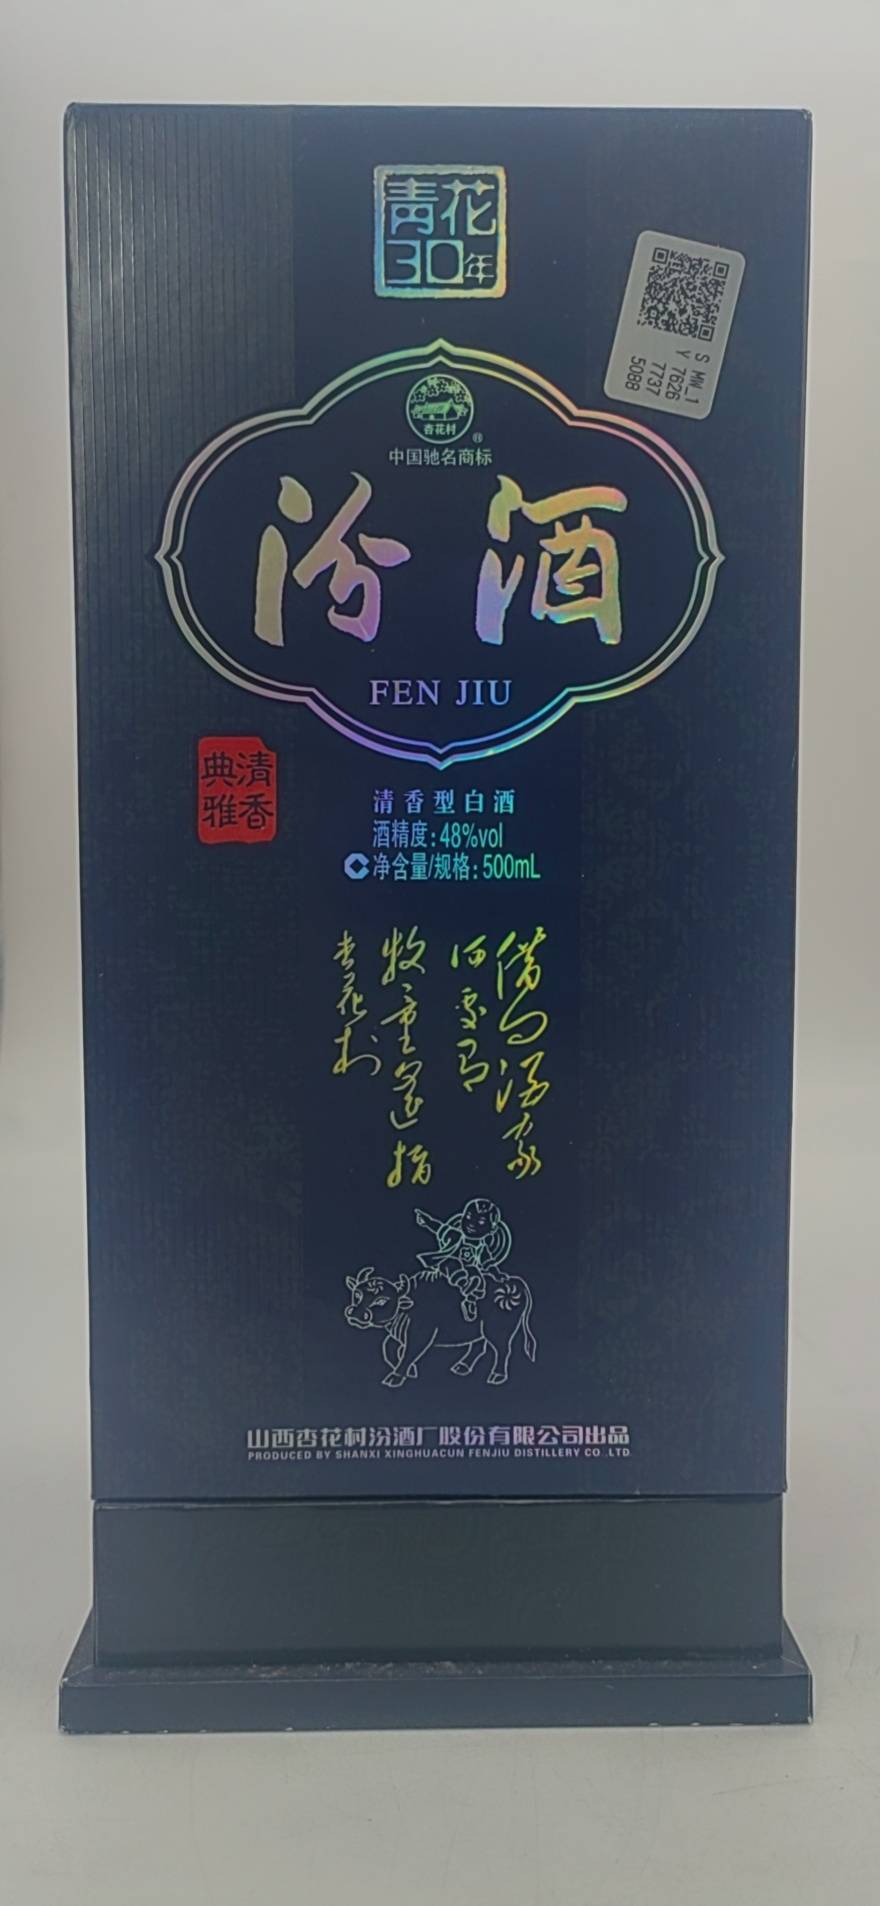 青花
30年
S MW_1
Y 7626
7737
5088
杏花村
®
中国驰名商标
汾酒
FEN JIU
清香
典雅
清香型白酒
酒精度:48%vol
净含量/规格:500mL
借问酒家
何处有
牧童遥指
杏花村
山西杏花村汾酒厂股份有限公司出品
PRODUCED BY SHANXI XINGHUACUN FENJIU DISTILLERY CO.,LTD.